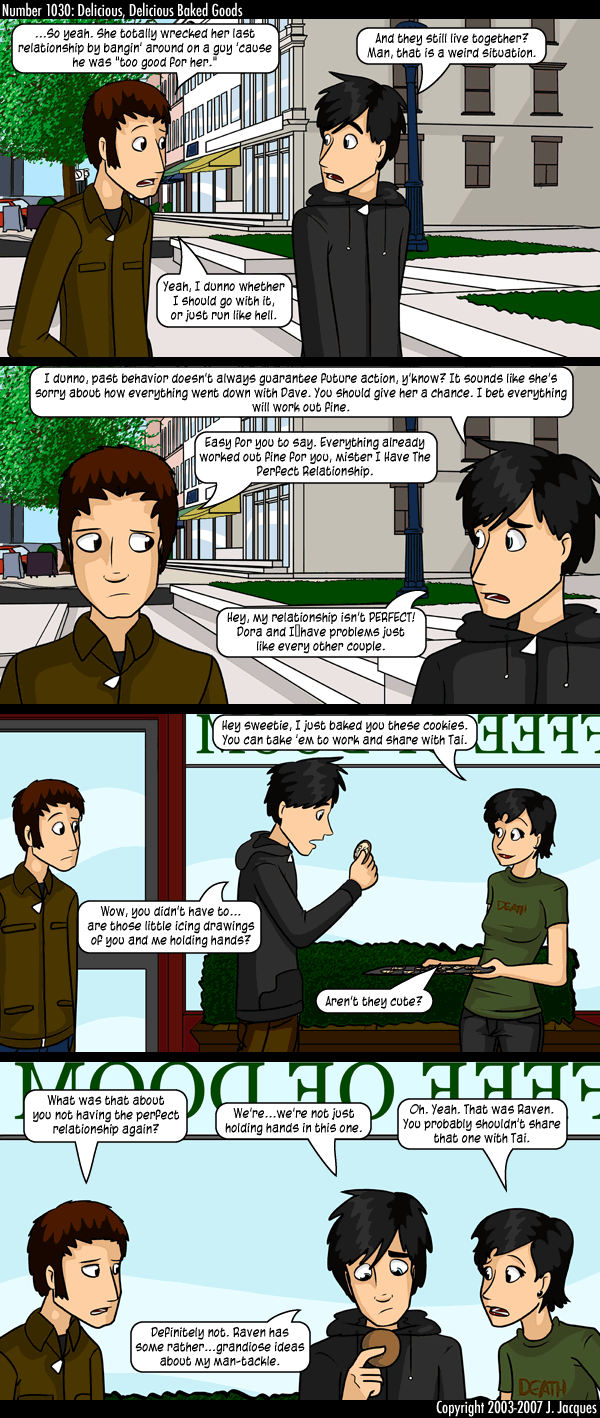 Number 1030: Delicious, Delicious Baked Goods
...So yeah. She totally wrecked her last
relationship by bangin' around on a guy 'cause
he was "too good for her."
And they still live together?
Man, that is a weird situation.
Yeah, I dunno whether
I should go with it,
or just run like hell.
I dunno, past behavior doesn't always guarantee future action, y'know? It sounds like she's
sorry about how everything went down with Dave. You should give her a chance. I bet everything
will work out fine.
Easy for you to say. Everything already
worked out fine for you, Mister I Have The
Perfect Relationship.
Hey, my relationship isn't PERFECT!
Dora and I▯have problems just
like every other couple.
Hey sweetie, I just baked you these cookies.
You can take 'em to work and share with Tai.
Wow, you didn't have to...
are those little icing drawings
of you and me holding hands?
DEATH
Aren't they cute?
FFEE OF DOOM
What was that about
you not having the perfect
relationship again?
We're...we're not just
holding hands in this one.
Oh. Yeah. That was Raven.
You probably shouldn't share
that one with Tai.
Definitely not. Raven has
some rather...grandiose ideas
about my man-tackle.
DEATH
Copyright 2003-2007 J. Jacques